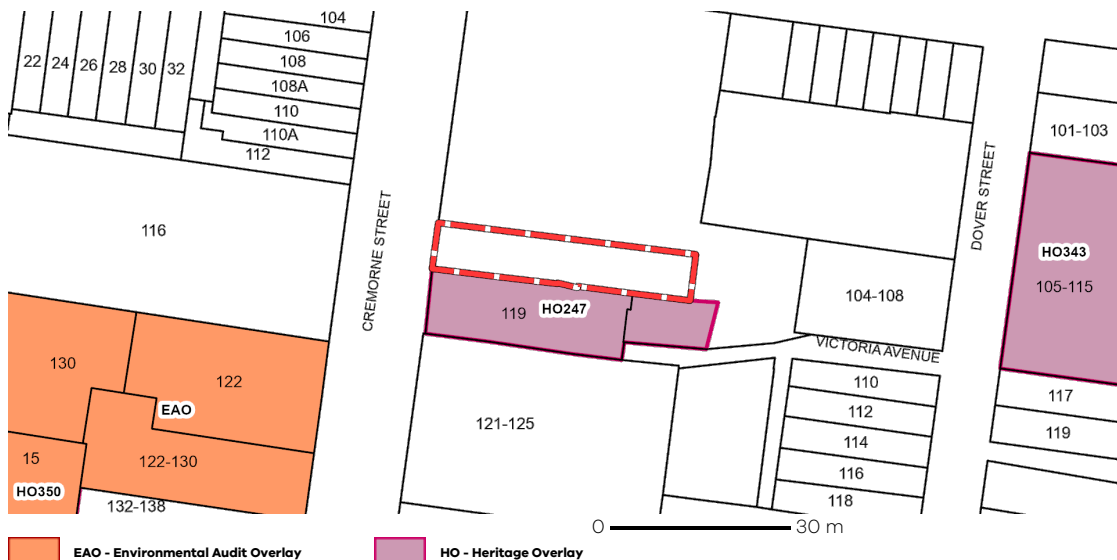 104
106
108
108A
110
110A
112
22 24 26 28 30 32
101-103
116
CREMORNE STREET
DOVER STREET
HO343
105-115
104-108
119 HO247
VICTORIA AVENUE
130
122
EAO
121-125
110
112
114
116
118
117
119
15
HO350
122-130
132-138
0 30 m
EAO - Environmental Audit Overlay
HO - Heritage Overlay